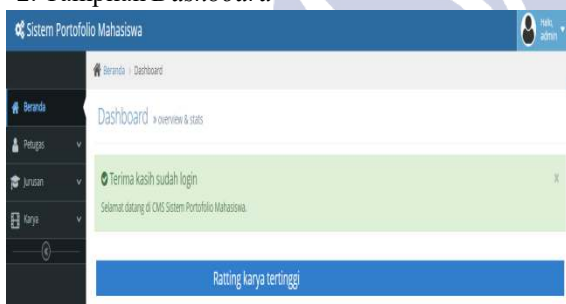 2. Tampilan Dashboard
Sistem Portofolio Mahasiswa
Hello,
admin
Beranda > Dashboard
Beranda
Dashboard » overview & stats
Petugas
Jurusan
Terima kasih sudah login
x
Selamat datang di CMS Sistem Portofolio Mahasiswa.
Karya
Ratting karya tertinggi